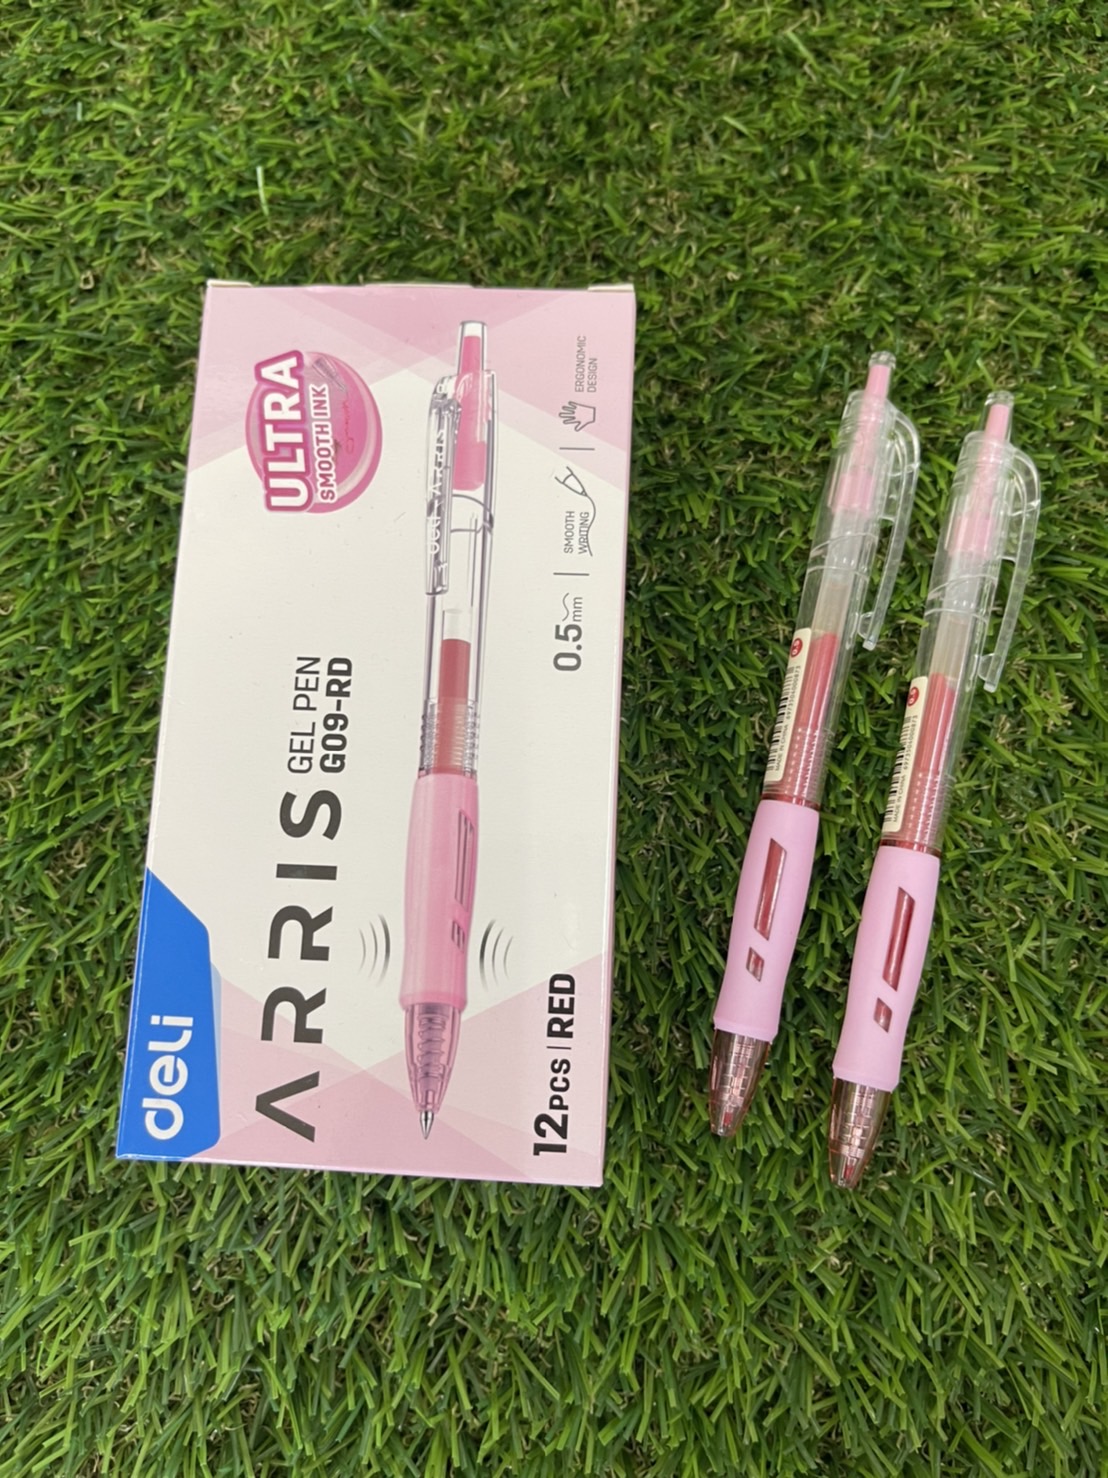 ULTRA
SMOOTH INK
deli
ARRIS
GEL PEN
G09-RD
0.5mm
SMOOTH
WRITING
ERGONOMIC
DESIGN
12PCS | RED